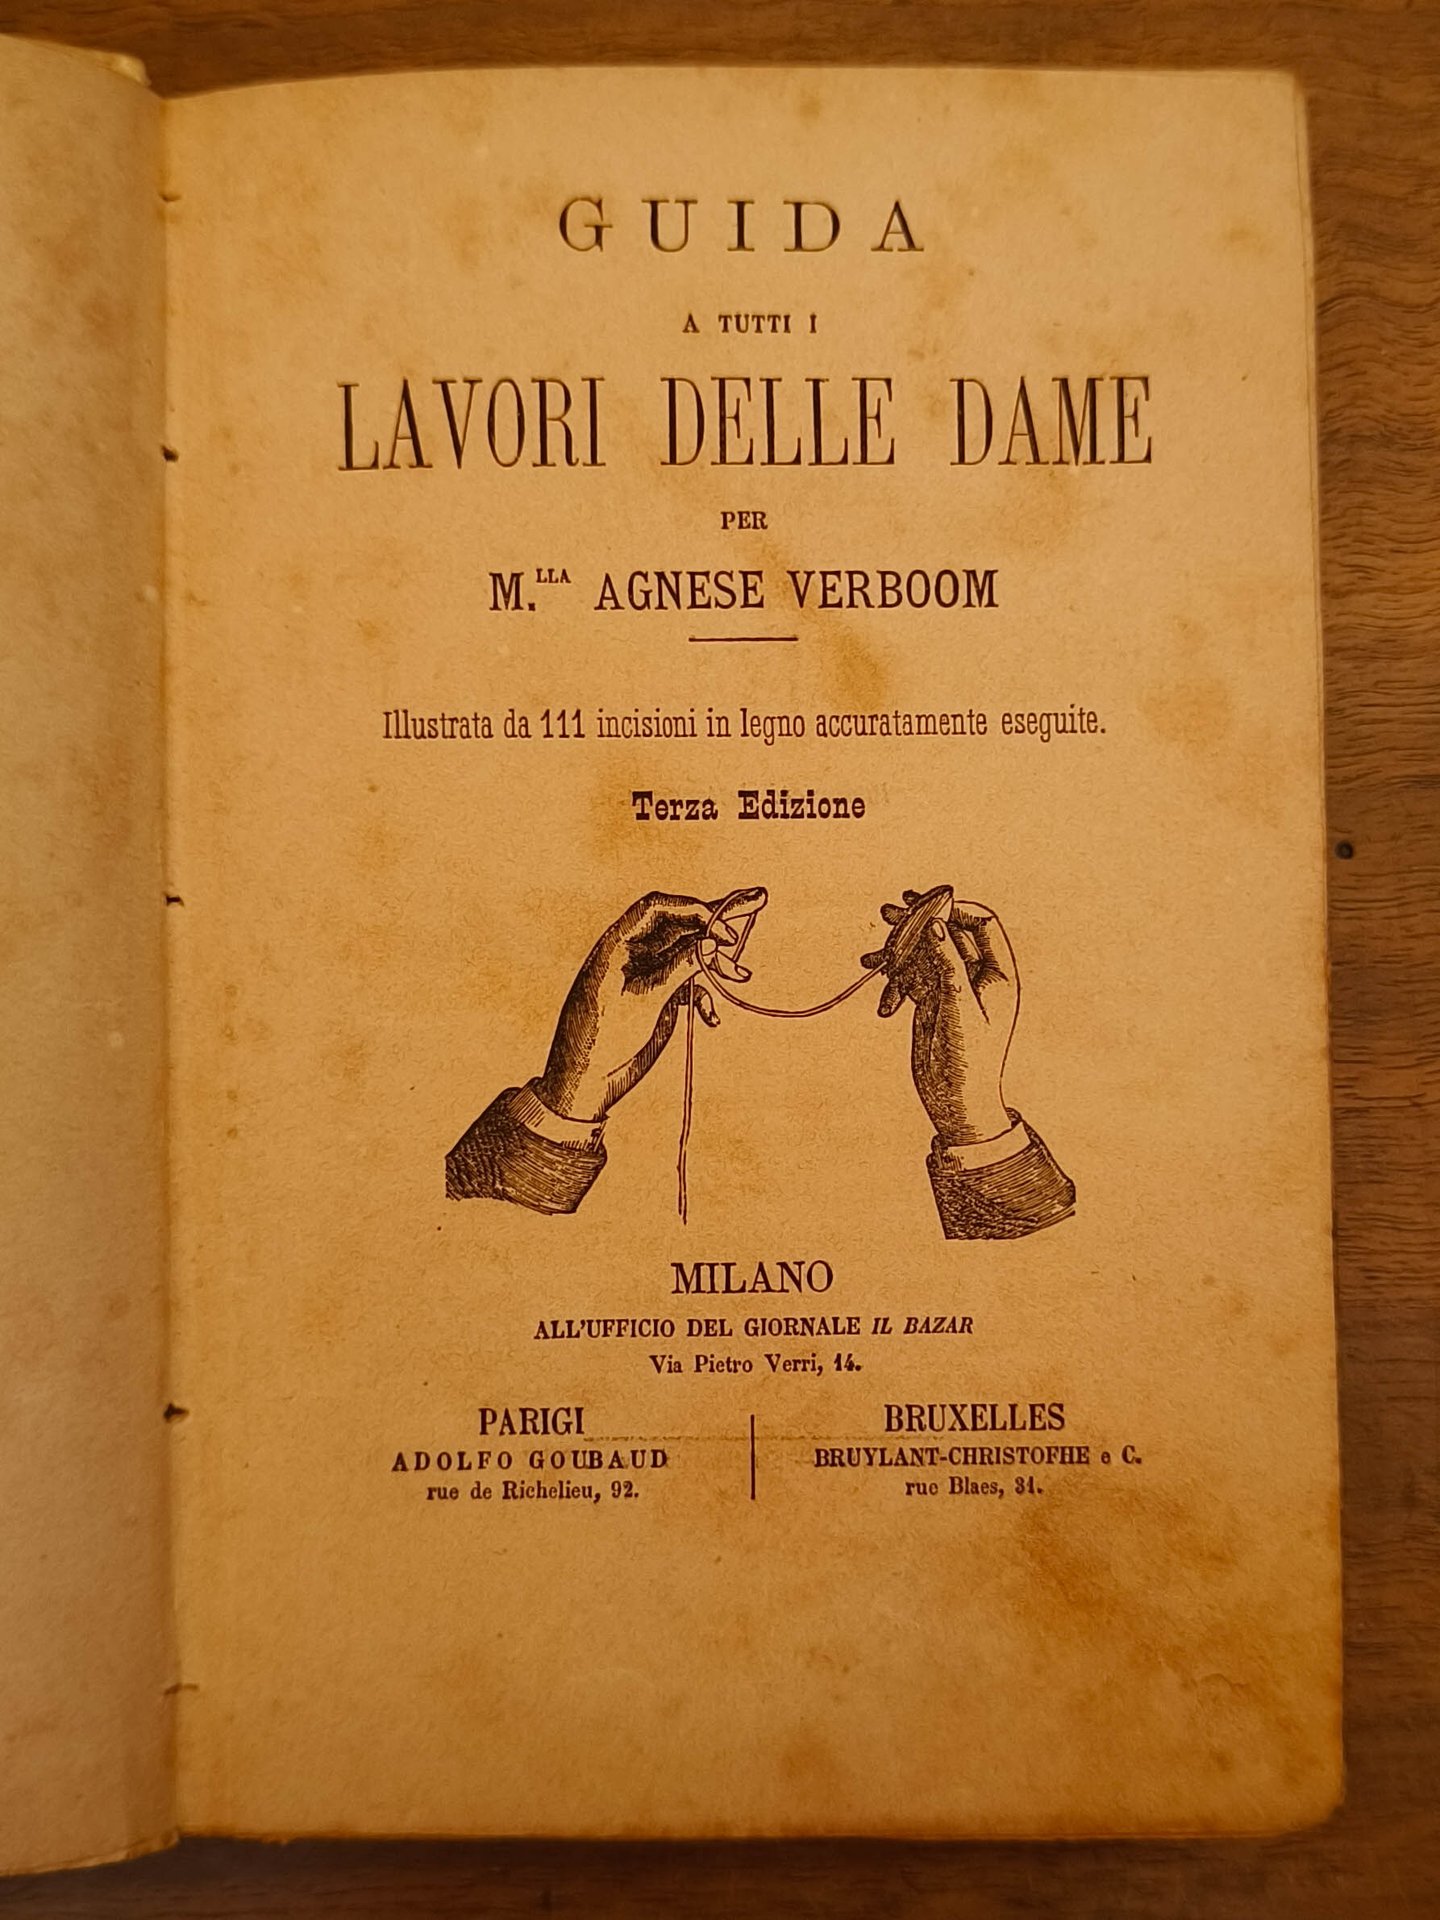 GUIDA
A TUTTI I
LAVORI DELLE DAME
PER
M.LLA AGNESE VERBOOM
Illustrata da 111 incisioni in legno accuratamente eseguite.
Terza Edizione
MILANO
ALL'UFFICIO DEL GIORNALE IL BAZAR
Via Pietro Verri, 14.
PARIGI
ADOLFO GOUBAUD
rue de Richelieu, 92.
BRUXELLES
BRUYLANT-CHRISTOFHE e C.
rue Blaes, 31.